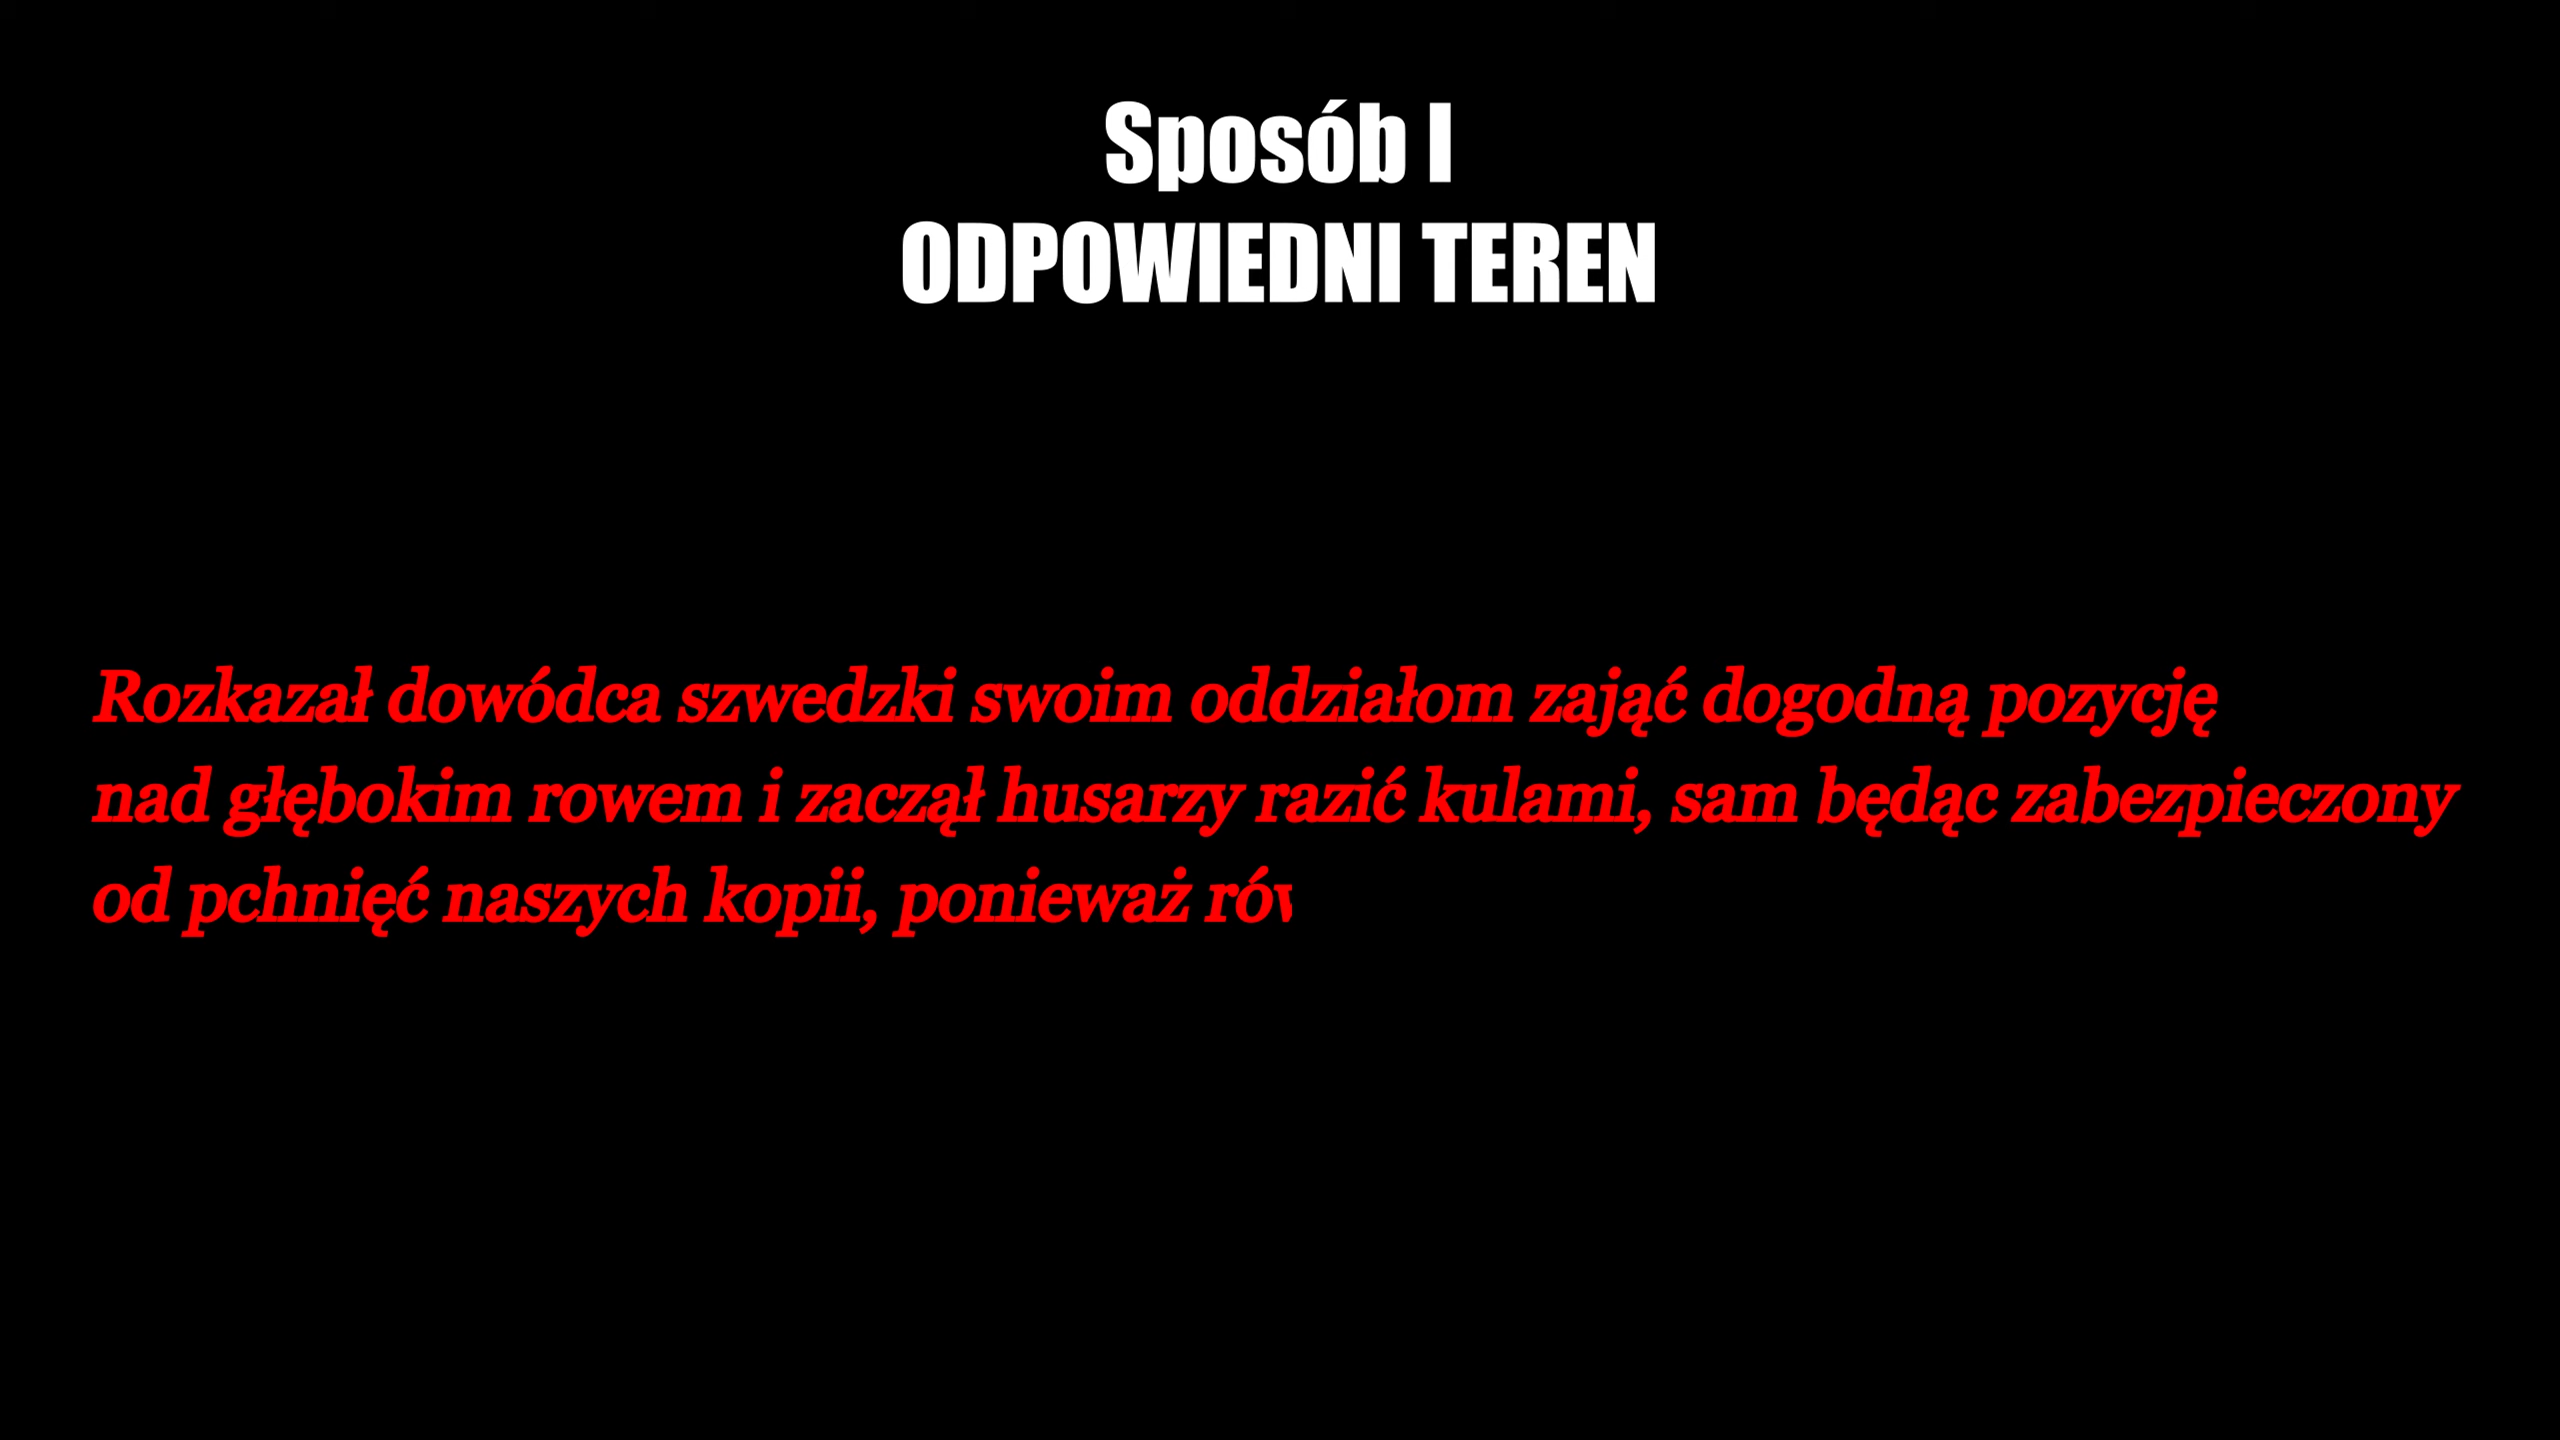 Sposób I
ODPOWIEDNI TEREN
Rozkazał dowódca szwedzki swoim oddziałom zająć dogodną pozycję
nad głębokim rowem i zaczął husarzy razić kulami, sam będąc zabezpieczony
od pchnięć naszych kopii, ponieważ